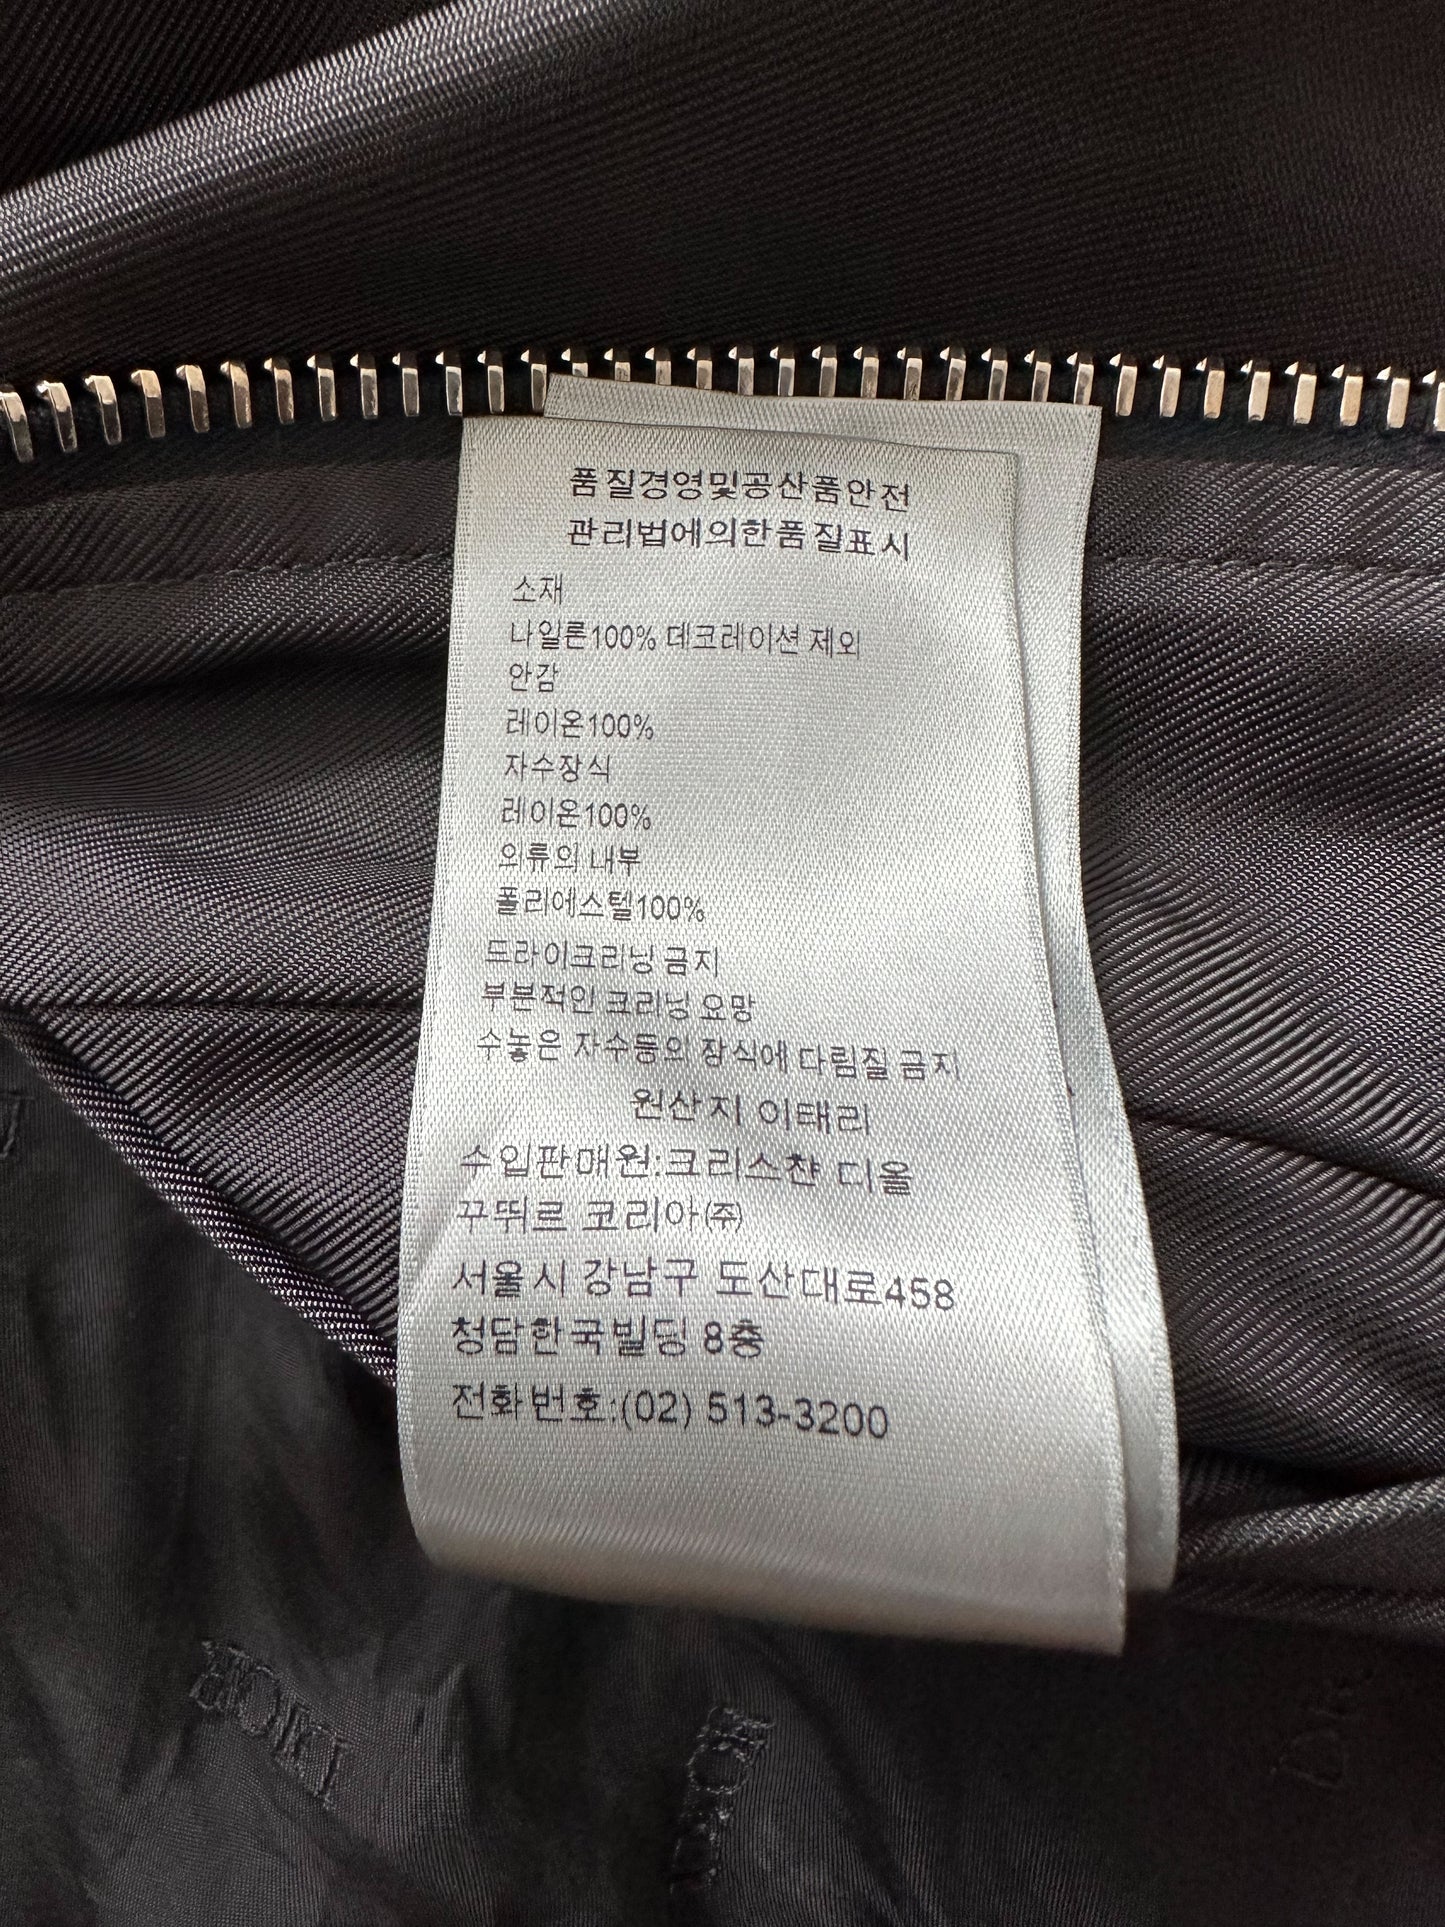 품질경영및공산품안전
관리법에의한품질표시
소재
나일론100% 데크레이션 제외
안감
레이온100%
자수장식
레이온100%
의류의 내부
폴리에스텔100%
드라이크리닝 금지
부분적인 크리닝 요망
수놓은 자수등의 장식에 다림질 금지
원산지 이태리
수입판매원:크리스챤 디올
꾸뛰르 코리아㈜
서울시 강남구 도산대로458
청담한국빌딩 8층
전화번호:(02) 513-3200
DIOR
DIOR